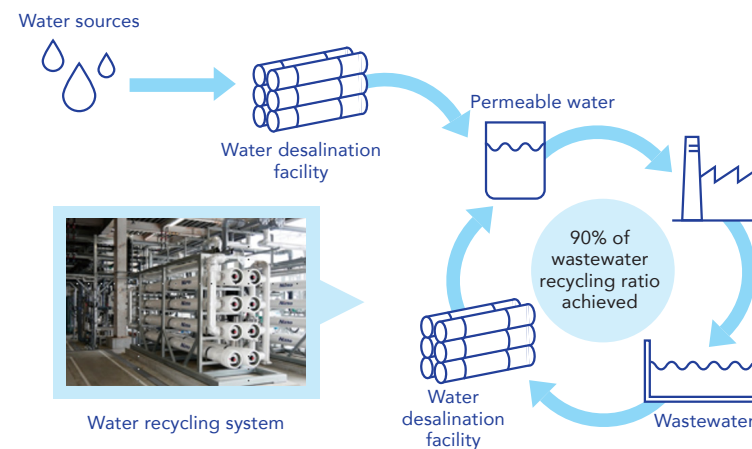 Water sources
Water desalination
facility
Permeable water
90% of
wastewater
recycling ratio
achieved
Water recycling system
Water
desalination
facility
Wastewater